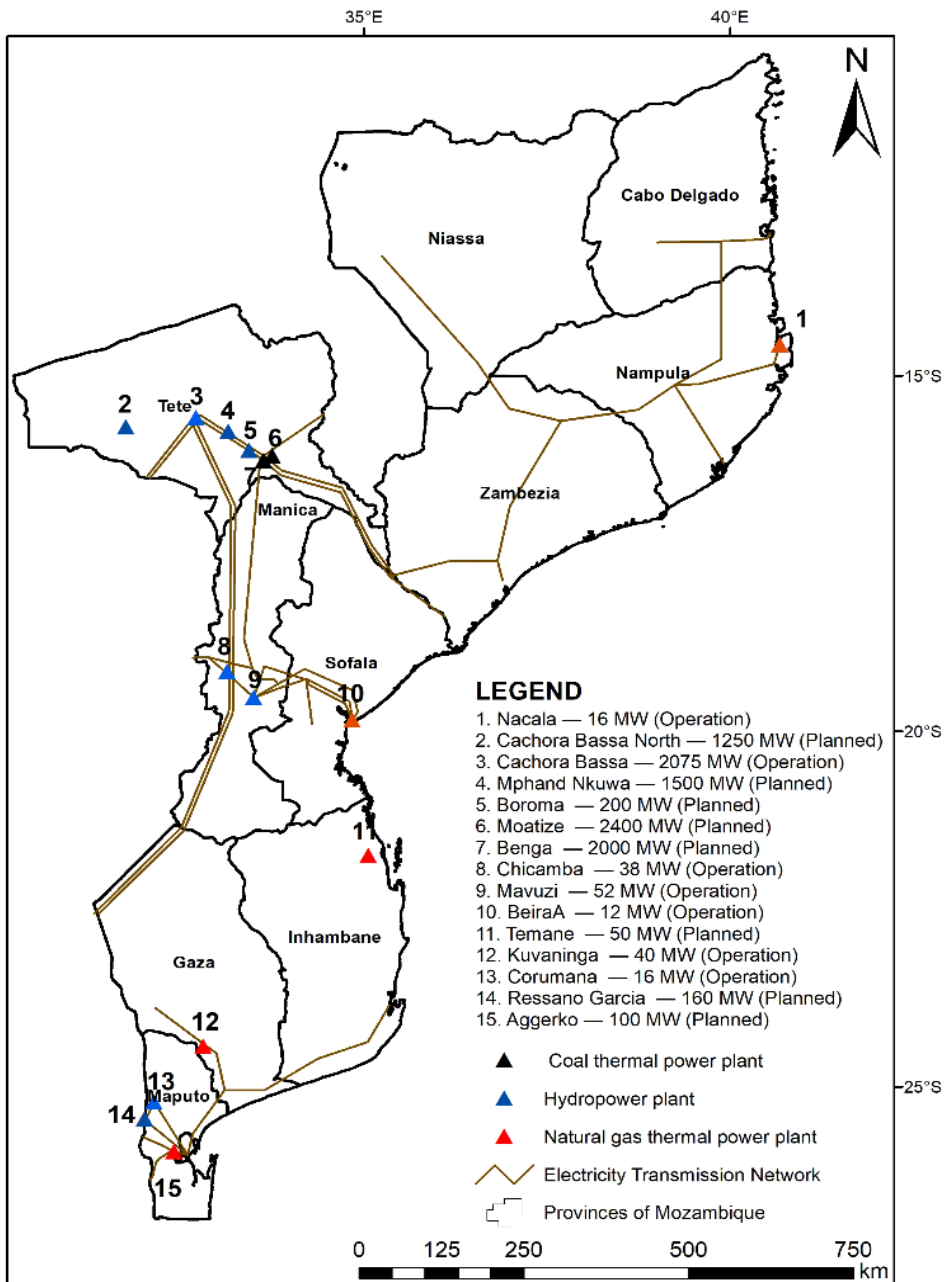 35°E 40°E
N
Cabo Delgado
Niassa
1
Nampula
-15°S
3
Tete
2
4
5
6
7
Zambezia
Manica
8
Sofala
9
10
-20°S
11
Inhambane
Gaza
12
13
Maputo
14
15
-25°S
LEGEND
1. Nacala — 16 MW (Operation)
2. Cachora Bassa North — 1250 MW (Planned)
3. Cachora Bassa — 2075 MW (Operation)
4. Mphand Nkuwa — 1500 MW (Planned)
5. Boroma — 200 MW (Planned)
6. Moatize — 2400 MW (Planned)
7. Benga — 2000 MW (Planned)
8. Chicamba — 38 MW (Operation)
9. Mavuzi — 52 MW (Operation)
10. BeiraA — 12 MW (Operation)
11. Temane — 50 MW (Planned)
12. Kuvaninga — 40 MW (Operation)
13. Corumana — 16 MW (Operation)
14. Ressano Garcia — 160 MW (Planned)
15. Aggerko — 100 MW (Planned)
Coal thermal power plant
Hydropower plant
Natural gas thermal power plant
Electricity Transmission Network
Provinces of Mozambique
0 125 250 500 750
km